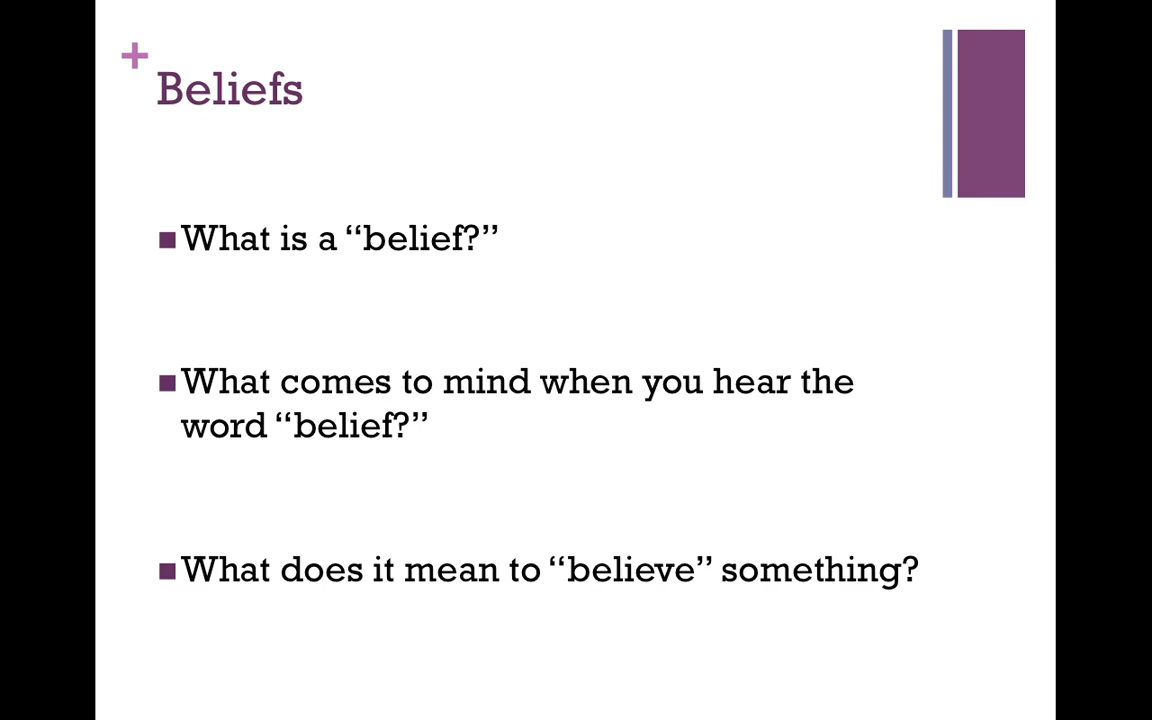 +
Beliefs
■What is a “belief?”
■What comes to mind when you hear the
word “belief?”
■What does it mean to “believe” something?